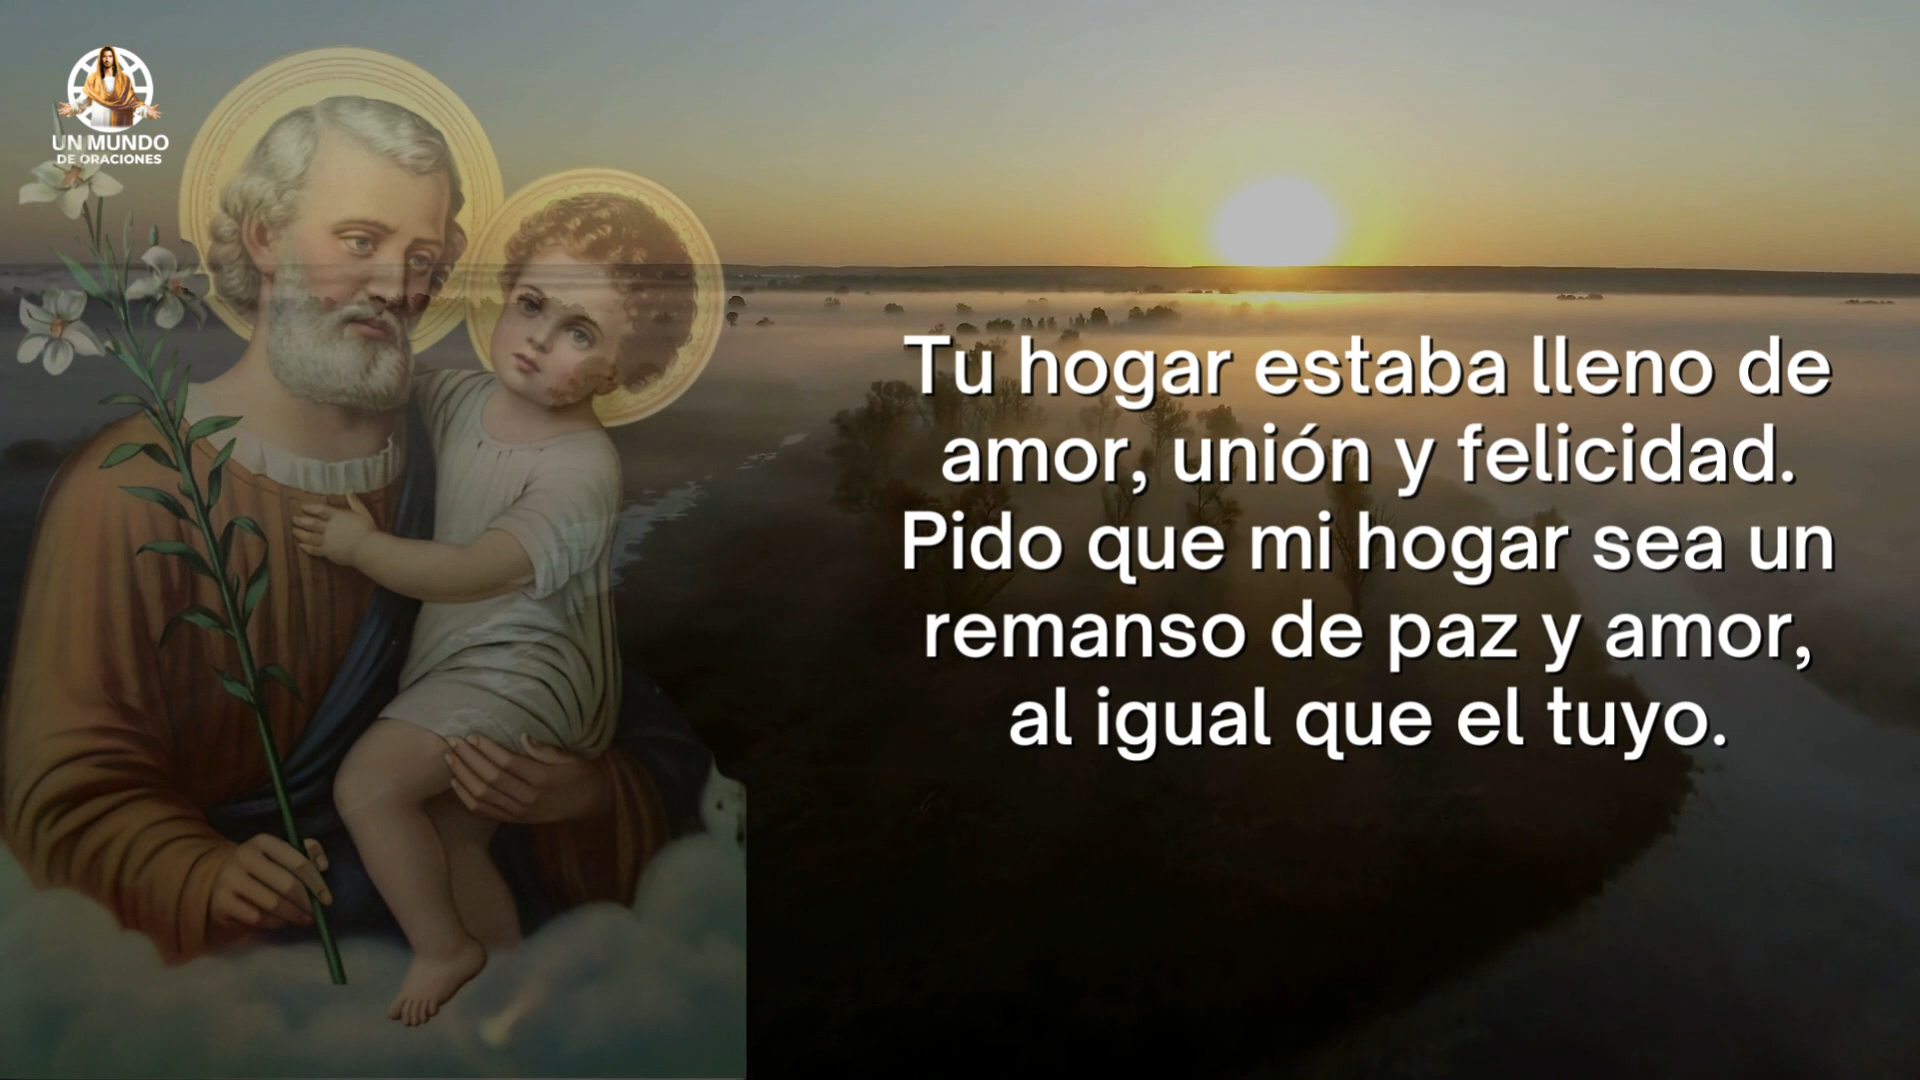 UN MUNDO
DE ORACIONES
Tu hogar estaba lleno de
amor, unión y felicidad.
Pido que mi hogar sea un
remanso de paz y amor,
al igual que el tuyo.